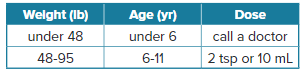 Weight (lb) Age (yr) Dose
under 48 under 6 call a doctor
48-95 6-11 2 tsp or 10 mL